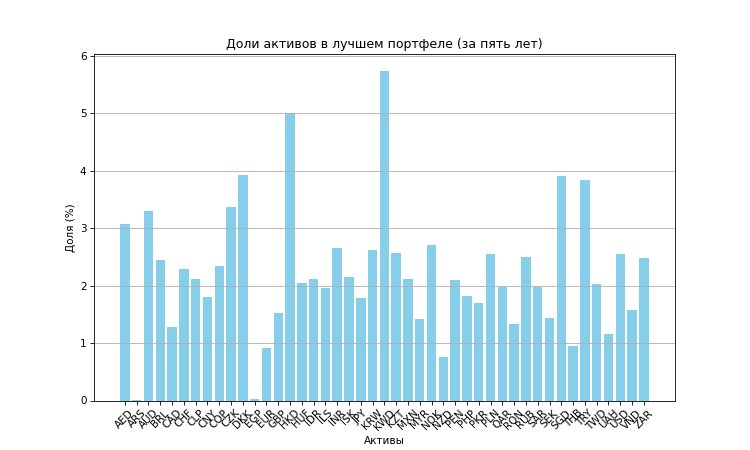 Доли активов в лучшем портфеле (за пять лет)
Доля (%)
6
5
4
3
2
1
0
AED ARS AUD BRL CAD CHF CLP CNY COP CZK DKK EGP EUR GBP HKD HUF IDR ILS INR ISK JPY KRW KWD KZT MXN MYR NOK NZD PEN PHP PKR PLN QAR RON RUB SAR SEK SGD THB TRY TWD UAH USD VND ZAR
Активы